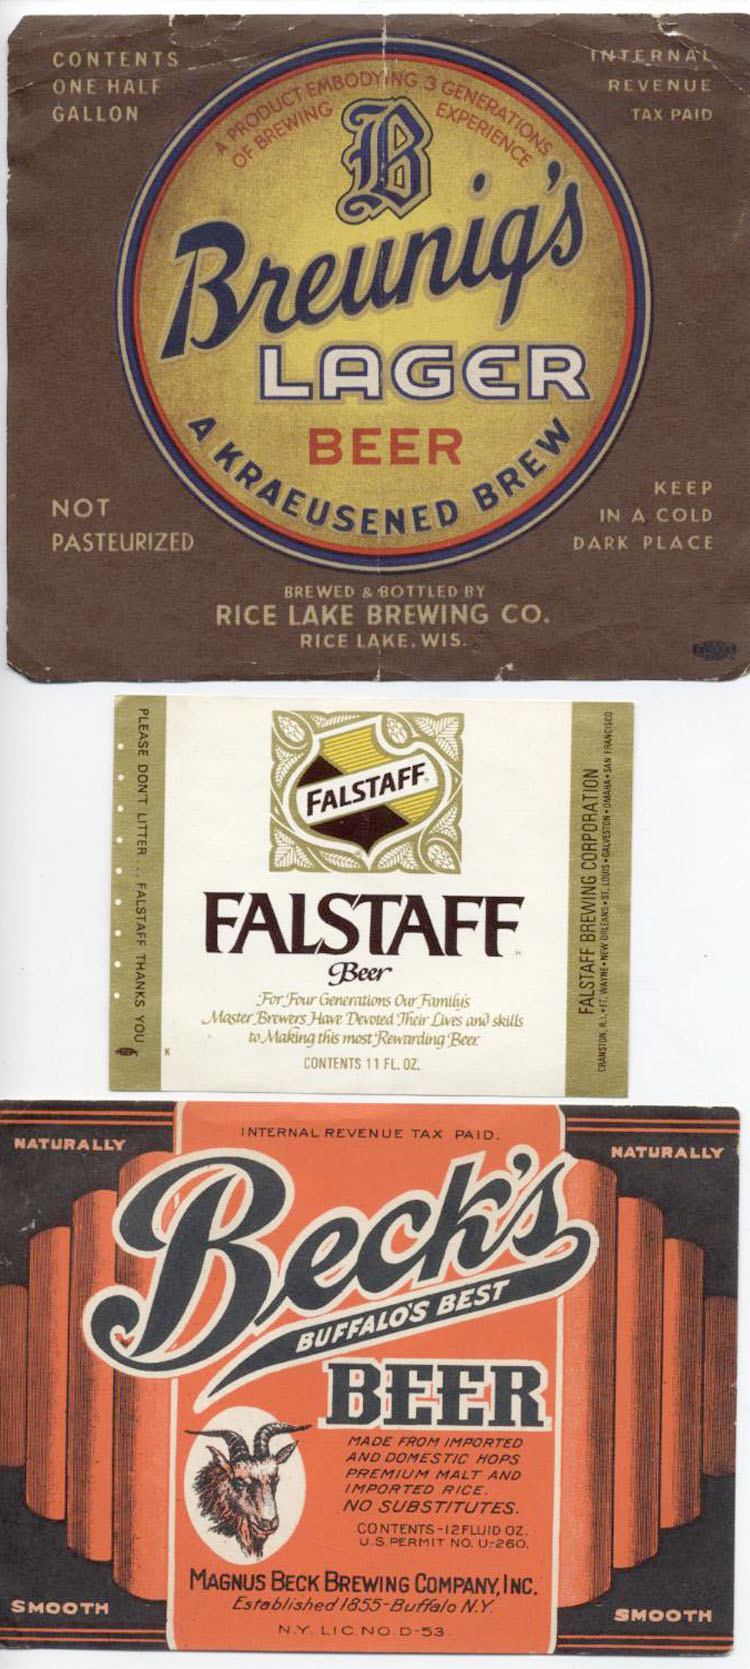 CONTENTS
ONE HALF
GALLON
INTERNAL
REVENUE
TAX PAID
A PRODUCT EMBODYING 3 GENERATIONS
OF BREWING EXPERIENCE
B
Breunig's
LAGER
BEER
A KRAEUSENED BREW
NOT
PASTEURIZED
KEEP
IN A COLD
DARK PLACE
BREWED & BOTTLED BY
RICE LAKE BREWING CO.
RICE LAKE, WIS.
PLEASE DON'T LITTER ... FALSTAFF THANKS YOU
FALSTAFF
FALSTAFF
Beer
For Four Generations Our Family's
Master Brewers Have Devoted Their Lives and skills
to Making this most Rewarding Beer.
CONTENTS 11 FL. OZ.
K
FALSTAFF BREWING CORPORATION
CRANSTON, R.I. • FT. WAYNE • NEW ORLEANS • ST. LOUIS • GALVESTON • OMAHA • SAN FRANCISCO
INTERNAL REVENUE TAX PAID.
NATURALLY
NATURALLY
Beck's
BUFFALO'S BEST
BEER
MADE FROM IMPORTED
AND DOMESTIC HOPS
PREMIUM MALT AND
IMPORTED RICE.
NO SUBSTITUTES.
CONTENTS-12 FLUID OZ.
U.S. PERMIT NO. U-260.
MAGNUS BECK BREWING COMPANY, INC.
Established 1855-Buffalo N.Y.
SMOOTH
SMOOTH
N.Y. LIC. NO. D-53.